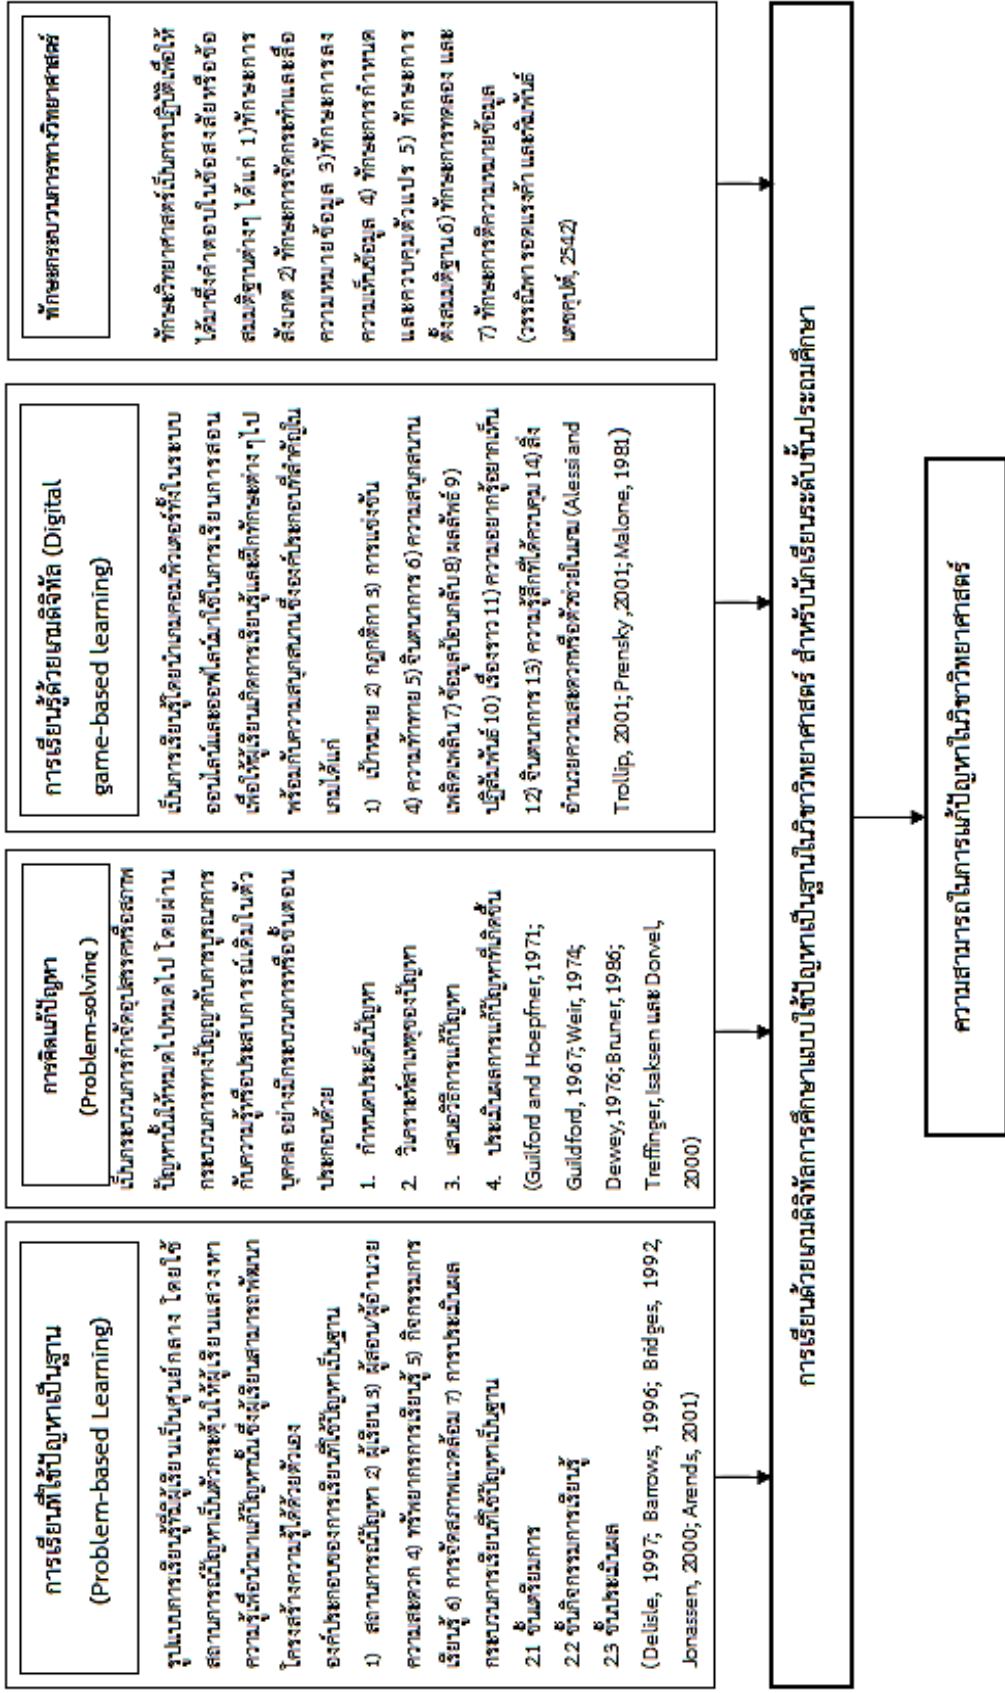 การเรียนที่ใช้ปัญหาเป็นฐาน
(Problem-based Learning)
รูปแบบการเรียนรู้ที่มีผู้เรียนเป็นศูนย์กลาง โดยใช้
สถานการณ์ปัญหาเป็นตัวกระตุ้นให้ผู้เรียนแสวงหา
ความรู้เพื่อนำมาแก้ปัญหานั้นซึ่งผู้เรียนสามารถพัฒนา
โครงสร้างความรู้ได้ด้วยตัวเอง
องค์ประกอบของการเรียนที่ใช้ปัญหาเป็นฐาน
1) สถานการณ์ปัญหา 2) ผู้เรียน 3) ผู้สอน/ผู้อำนวย
ความสะดวก 4) ทรัพยากรการเรียนรู้ 5) กิจกรรมการ
เรียนรู้ 6) การจัดสภาพแวดล้อม 7) การประเมินผล
กระบวนการเรียนที่ใช้ปัญหาเป็นฐาน
21 ขั้นเตรียมการ
22 ขั้นกิจกรรมการเรียนรู้
23 ขั้นประเมินผล
(Delisle, 1997; Barrows, 1996; Bridges, 1992,
Jonassen, 2000; Arends, 2001)
การคิดแก้ปัญหา
(Problem-solving )
เป็นกระบวนการกำจัดอุปสรรคหรือสภาพ
ปัญหานั้นให้หมดไปหมดไป โดยผ่าน
กระบวนการทางปัญญากับการบูรณาการ
กับความรู้หรือประสบการณ์เดิมในตัว
บุคคล อย่างมีกระบวนการหรือขั้นตอน
ประกอบด้วย
1. กำหนดประเด็นปัญหา
2. วิเคราะห์สาเหตุของปัญหา
3. เสนอวิธีการแก้ปัญหา
4. ประเมินผลการแก้ปัญหาที่เกิดขึ้น
(Guilford and Hoepfner, 1971;
Guildford, 1967; Weir, 1974;
Dewey, 1976; Bruner, 1986;
Treffinger, Isaksen และ Dorvel,
2000)
การเรียนรู้ด้วยเกมดิจิทัล (Digital
game-based learning)
เป็นการเรียนรู้โดยนำเกมคอมพิวเตอร์ทั้งในระบบ
ออนไลน์และออฟไลน์มาใช้ในการเรียนการสอน
เพื่อให้ผู้เรียนเกิดการเรียนรู้และฝึกทักษะต่าง ๆ ไป
พร้อมกับความสนุกสนานซึ่งองค์ประกอบที่สำคัญใน
เกมได้แก่
1) เป้าหมาย 2) กฎกติกา 3) การแข่งขัน
4) ความท้าทาย 5) จินตนาการ 6) ความสนุกสนาน
เพลิดเพลิน 7) ข้อมูลป้อนกลับ 8) ผลลัพธ์ 9)
ปฏิสัมพันธ์ 10) เรื่องราว 11) ความอยากรู้อยากเห็น
12) จินตนาการ 13) ความรู้สึกที่ได้ควบคุม 14) สิ่ง
อำนวยความสะดวกหรือตัวช่วยในเกม (Alessi and
Trollip, 2001; Prensky ,2001; Malone, 1981)
ทักษะกระบวนการทางวิทยาศาสตร์
ทักษะวิทยาศาสตร์เป็นการปฏิบัติเพื่อให้
ได้มาซึ่งคำตอบในข้อสงสัยหรือข้อ
สมมติฐานต่างๆ ได้แก่ 1)ทักษะการ
สังเกต 2) ทักษะการจัดกระทำและสื่อ
ความหมายข้อมูล 3)ทักษะการลง
ความเห็นข้อมูล 4) ทักษะการกำหนด
และควบคุมตัวแปร 5) ทักษะการ
ตั้งสมมติฐาน 6) ทักษะการทดลอง และ
7) ทักษะการตีความหมายข้อมูล
(วรรณทิพา รอดแรงค้า และพิมพันธ์
เดชคุปต์, 2542)
การเรียนด้วยเกมดิจิทัลการศึกษาแบบใช้ปัญหาเป็นฐานในวิชาวิทยาศาสตร์ สำหรับนักเรียนระดับชั้นประถมศึกษา
ความสามารถในการแก้ปัญหาในวิชาวิทยาศาสตร์